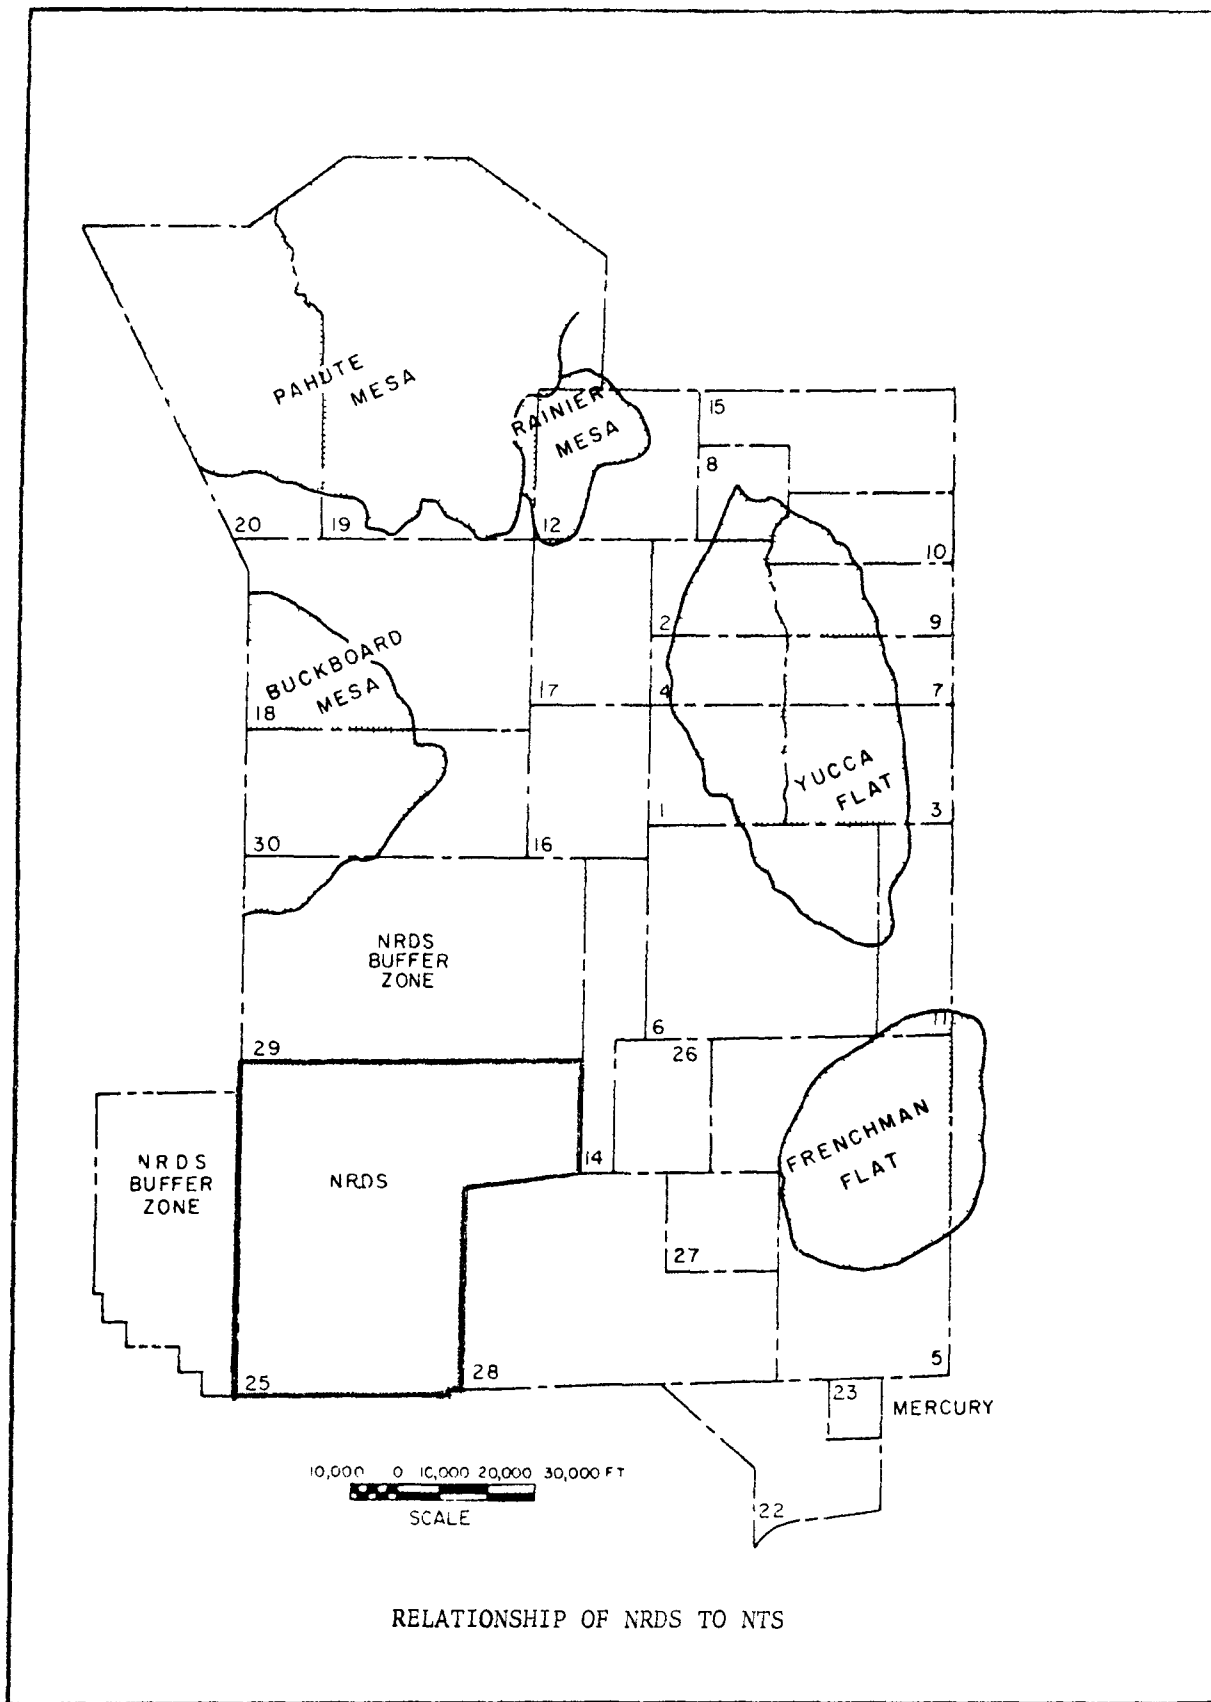 PAHUTE
MESA
RAINIER
MESA
15
8
20
19
12
10
2
9
BUCKBOARD
MESA
17
4
7
18
YUCCA
FLAT
1
3
30
16
NRDS
BUFFER
ZONE
6
11
29
26
FRENCHMAN
FLAT
NRDS
BUFFER
ZONE
NRDS
14
27
5
25
28
23
MERCURY
10,000 0 10,000 20,000 30,000 FT
SCALE
22
RELATIONSHIP OF NRDS TO NTS